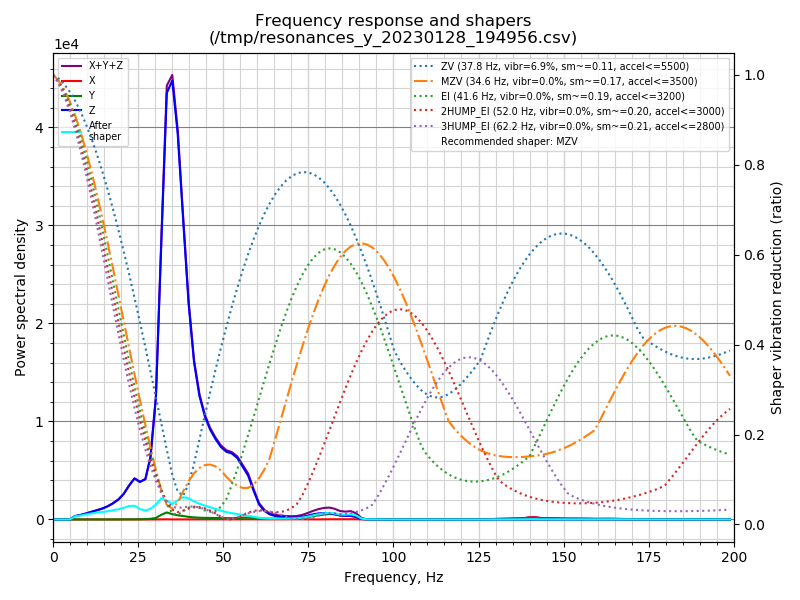 Frequency response and shapers
(/tmp/resonances_y_20230128_194956.csv)
1e4
X+Y+Z
X
Y
Z
After
shaper
ZV (37.8 Hz, vibr=6.9%, sm~=0.11, accel<=5500)
MZV (34.6 Hz, vibr=0.0%, sm~=0.17, accel<=3500)
EI (41.6 Hz, vibr=0.0%, sm~=0.19, accel<=3200)
2HUMP_EI (52.0 Hz, vibr=0.0%, sm~=0.20, accel<=3000)
3HUMP_EI (62.2 Hz, vibr=0.0%, sm~=0.21, accel<=2800)
Recommended shaper: MZV
Power spectral density
4
3
2
1
0
1.0
0.8
0.6
0.4
0.2
0.0
Shaper vibration reduction (ratio)
0 25 50 75 100 125 150 175 200
Frequency, Hz